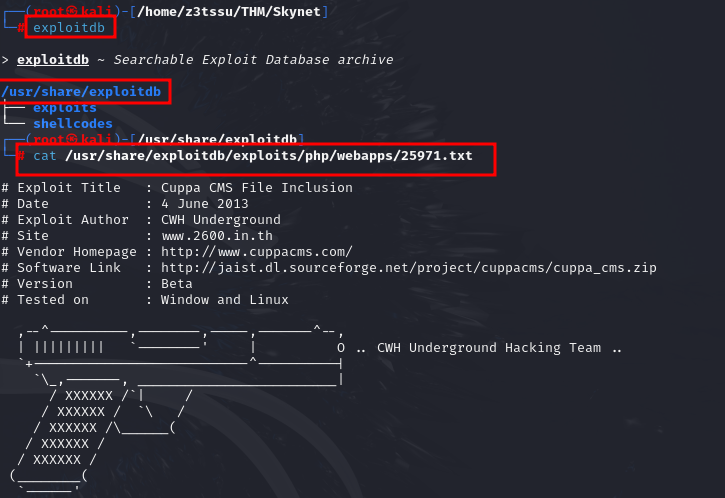 ┌──(root㉿kali)-[/home/z3tssu/THM/Skynet]
└─# exploitdb
> exploitdb ~ Searchable Exploit Database archive
/usr/share/exploitdb
├── exploits
└── shellcodes
┌──(root㉿kali)-[/usr/share/exploitdb]
└─# cat /usr/share/exploitdb/exploits/php/webapps/25971.txt
# Exploit Title   : Cuppa CMS File Inclusion
# Date            : 4 June 2013
# Exploit Author  : CWH Underground
# Site            : www.2600.in.th
# Vendor Homepage : http://www.cuppacms.com/
# Software Link   : http://jaist.dl.sourceforge.net/project/cuppacms/cuppa_cms.zip
# Version         : Beta
# Tested on       : Window and Linux
  ,--^----------,--------,-----,-------^--,
  | |||||||||   `--------'     |          O .. CWH Underground Hacking Team ..
  `+---------------------------^----------|
    `\_,-------, _________________________|
      / XXXXXX /`|     /
     / XXXXXX /  `\   /
    / XXXXXX /\______(
   / XXXXXX /
  / XXXXXX /
 (________(
  `------'